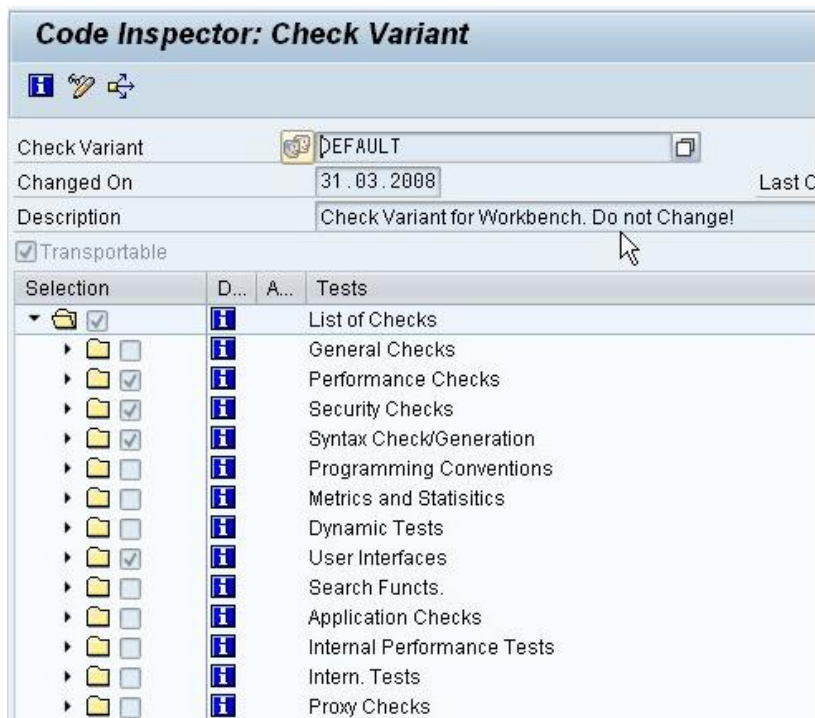 Code Inspector: Check Variant
Check Variant DEFAULT
Changed On 31.03.2008 Last C
Description Check Variant for Workbench. Do not Change!
Transportable
Selection D... A... Tests
List of Checks
General Checks
Performance Checks
Security Checks
Syntax Check/Generation
Programming Conventions
Metrics and Statisitics
Dynamic Tests
User Interfaces
Search Functs.
Application Checks
Internal Performance Tests
Intern. Tests
Proxy Checks